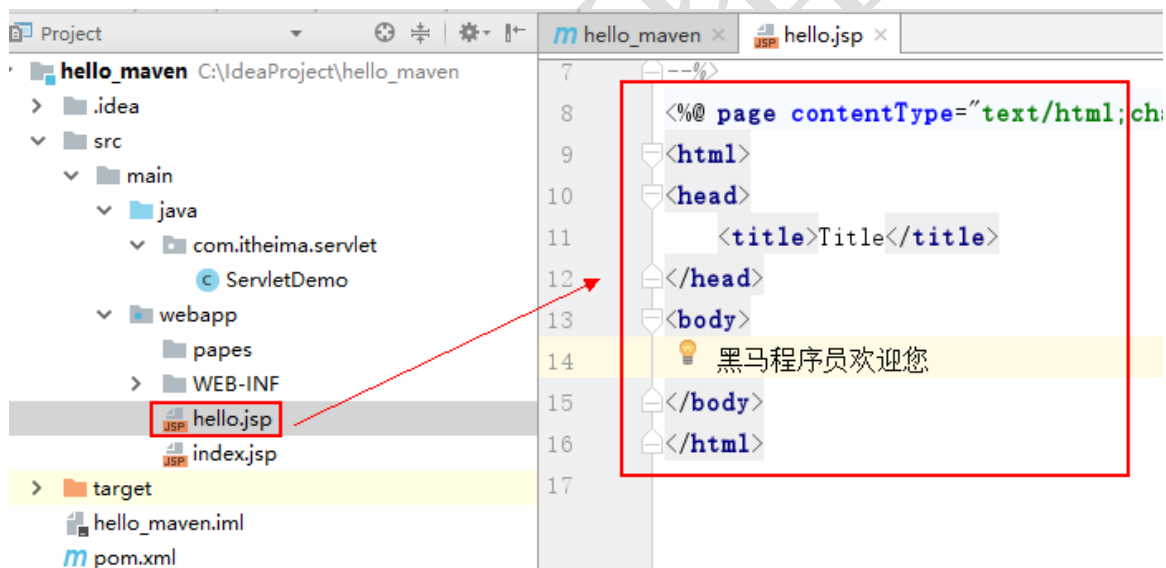 Project
hello_maven C:\IdeaProject\hello_maven
.idea
src
main
java
com.itheima.servlet
ServletDemo
webapp
papes
WEB-INF
hello.jsp
index.jsp
target
hello_maven.iml
pom.xml
hello_maven
hello.jsp
7 --%>
8 <%@ page contentType="text/html;cha
9 <html>
10 <head>
11 <title>Title</title>
12 </head>
13 <body>
14 黑马程序员欢迎您
15 </body>
16 </html>
17